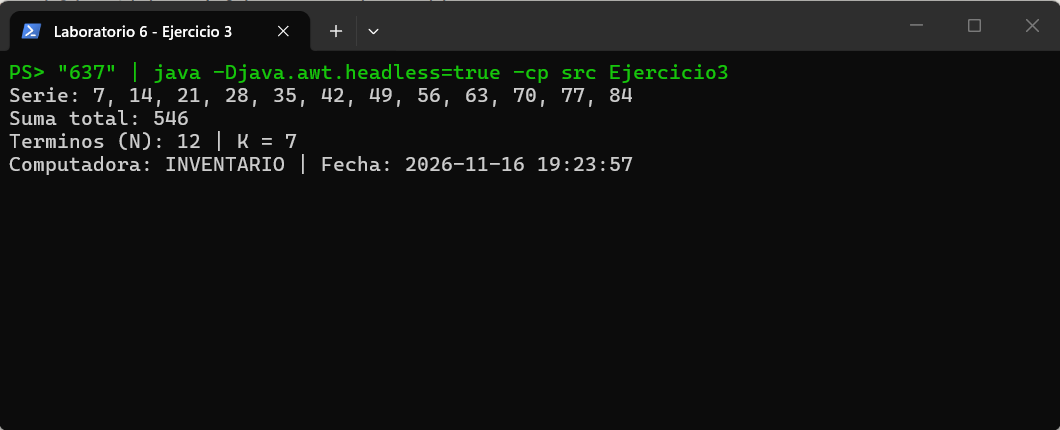 Laboratorio 6 - Ejercicio 3
PS> "637" | java -Djava.awt.headless=true -cp src Ejercicio3
Serie: 7, 14, 21, 28, 35, 42, 49, 56, 63, 70, 77, 84
Suma total: 546
Terminos (N): 12 | K = 7
Computadora: INVENTARIO | Fecha: 2026-11-16 19:23:57